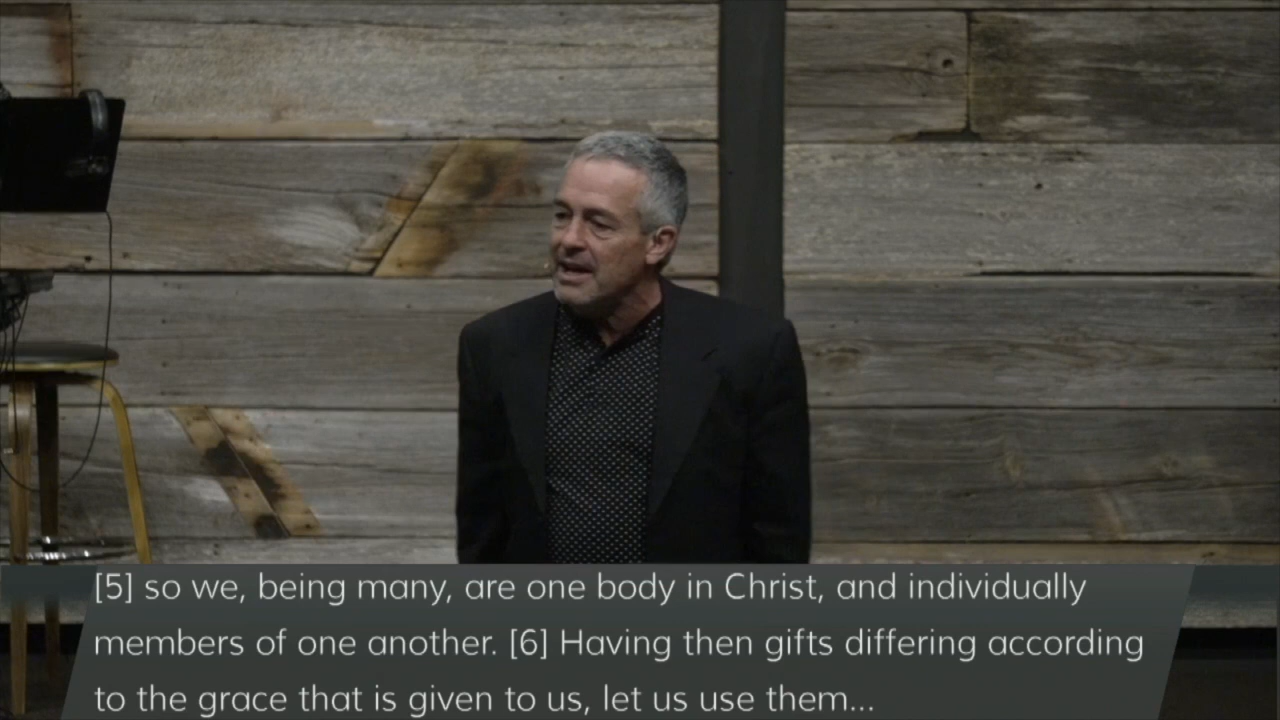 [5] so we, being many, are one body in Christ, and individually
members of one another. [6] Having then gifts differing according
to the grace that is given to us, let us use them...